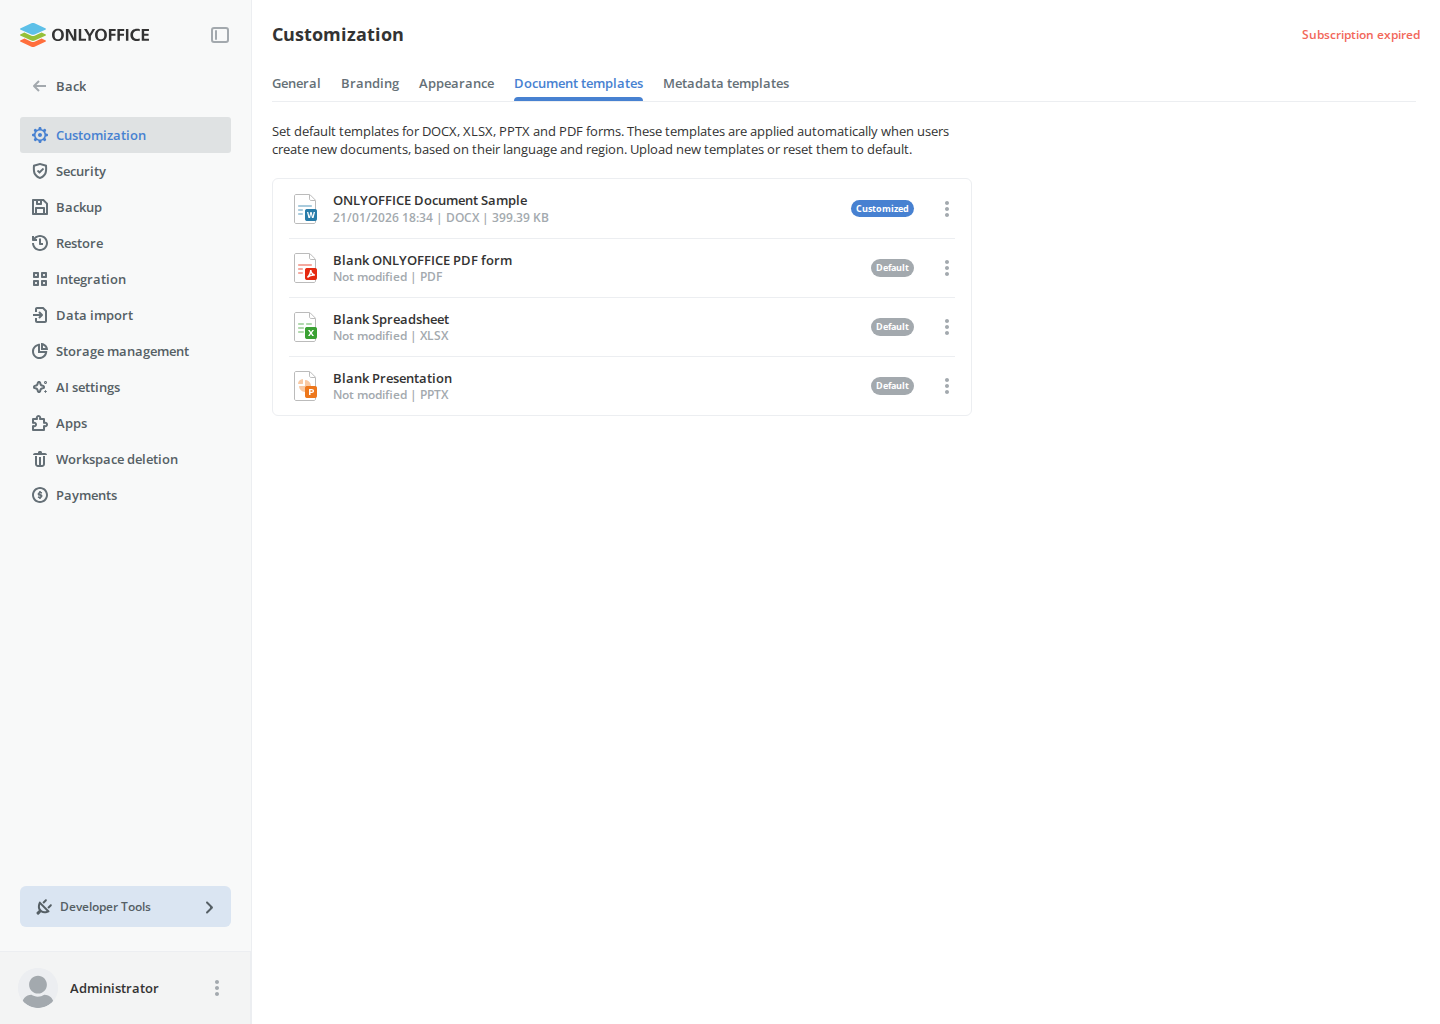 ONLYOFFICE
Back
Customization
Security
Backup
Restore
Integration
Data import
Storage management
AI settings
Apps
Workspace deletion
Payments
Developer Tools
Administrator
Customization
Subscription expired
General Branding Appearance Document templates Metadata templates
Set default templates for DOCX, XLSX, PPTX and PDF forms. These templates are applied automatically when users
create new documents, based on their language and region. Upload new templates or reset them to default.
ONLYOFFICE Document Sample
21/01/2026 18:34 | DOCX | 399.39 KB
Customized
Blank ONLYOFFICE PDF form
Not modified | PDF
Default
Blank Spreadsheet
Not modified | XLSX
Default
Blank Presentation
Not modified | PPTX
Default